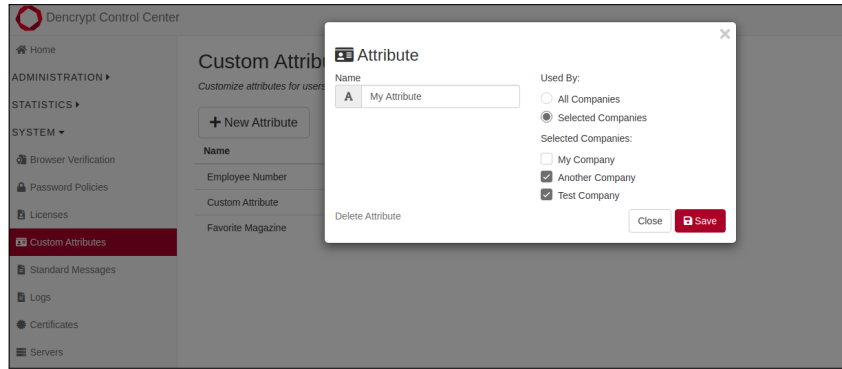 Dencrypt Control Center
Home
ADMINISTRATION
STATISTICS
SYSTEM
Browser Verification
Password Policies
Licenses
Custom Attributes
Standard Messages
Logs
Certificates
Servers
Custom Attrib
Customize attributes for users
New Attribute
Name
Employee Number
Custom Attribute
Favorite Magazine
Attribute
Name
A My Attribute
Delete Attribute
Used By:
All Companies
Selected Companies
Selected Companies:
My Company
Another Company
Test Company
Close Save